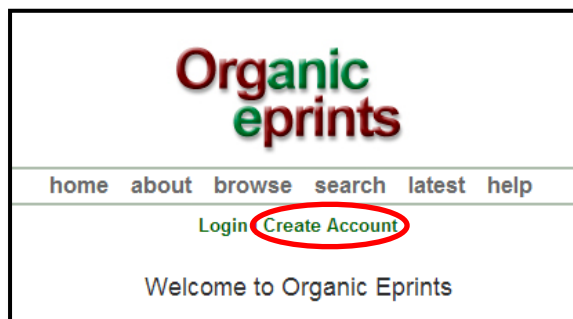 Organic
eprints
home about browse search latest help
Login Create Account
Welcome to Organic Eprints